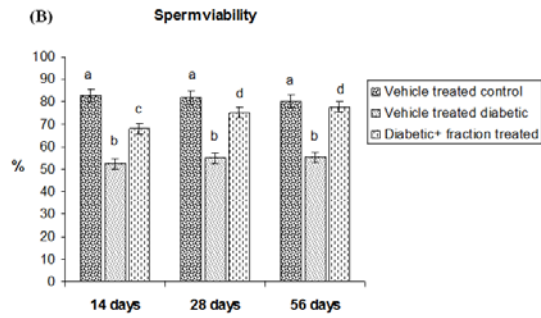 (B) Spermviability
100
90
80
70
60
50
40
30
20
10
0
%
a b c
a b d
a b d
14 days 28 days 56 days
Vehicle treated control
Vehicle treated diabetic
Diabetic+ fraction treated